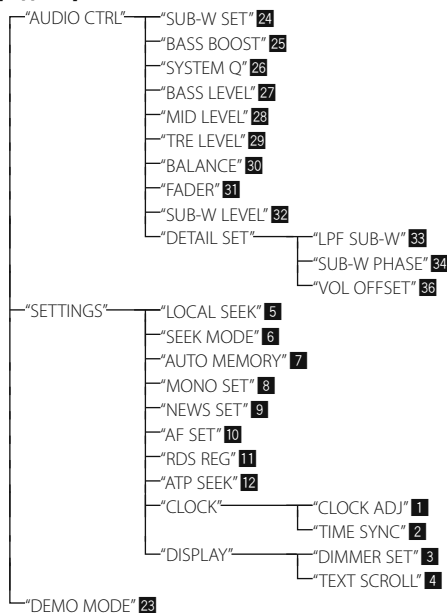 “AUDIO CTRL” “SUB-W SET” 24
“BASS BOOST” 25
“SYSTEM Q” 26
“BASS LEVEL” 27
“MID LEVEL” 28
“TRE LEVEL” 29
“BALANCE” 30
“FADER” 31
“SUB-W LEVEL” 32
“DETAIL SET” “LPF SUB-W” 33
“SUB-W PHASE” 34
“VOL OFFSET” 36
“SETTINGS” “LOCAL SEEK” 5
“SEEK MODE” 6
“AUTO MEMORY” 7
“MONO SET” 8
“NEWS SET” 9
“AF SET” 10
“RDS REG” 11
“ATP SEEK” 12
“CLOCK” “CLOCK ADJ” 1
“TIME SYNC” 2
“DISPLAY” “DIMMER SET” 3
“TEXT SCROLL” 4
“DEMO MODE” 23